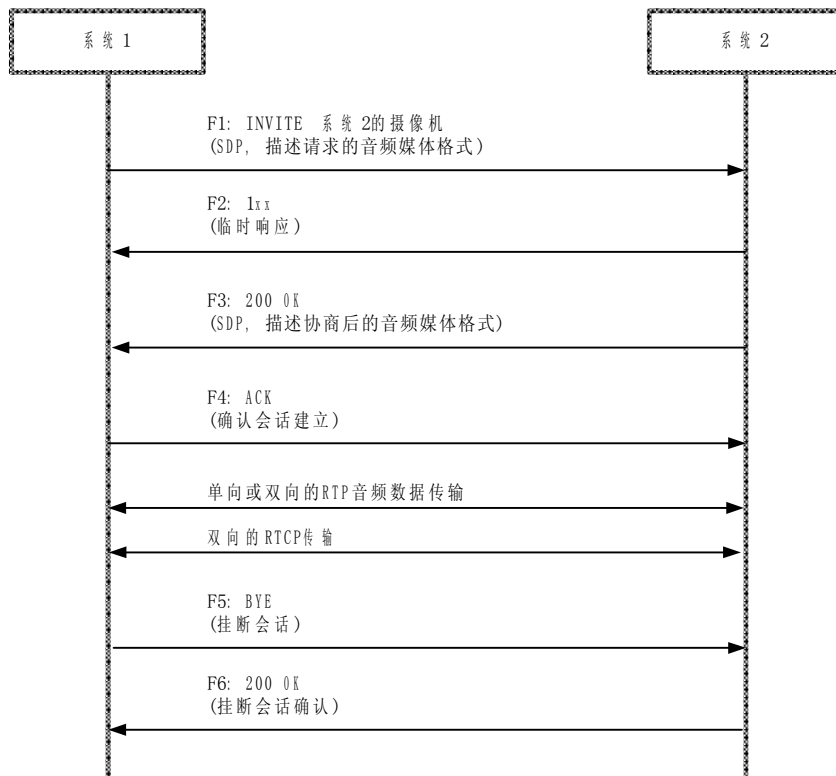 系统 1
系统 2
F1: INVITE 系统 2的摄像机
(SDP, 描述请求的音频媒体格式)
F2: 1xx
(临时响应)
F3: 200 OK
(SDP, 描述协商后的音频媒体格式)
F4: ACK
(确认会话建立)
单向或双向的RTP音频数据传输
双向的RTCP传输
F5: BYE
(挂断会话)
F6: 200 OK
(挂断会话确认)